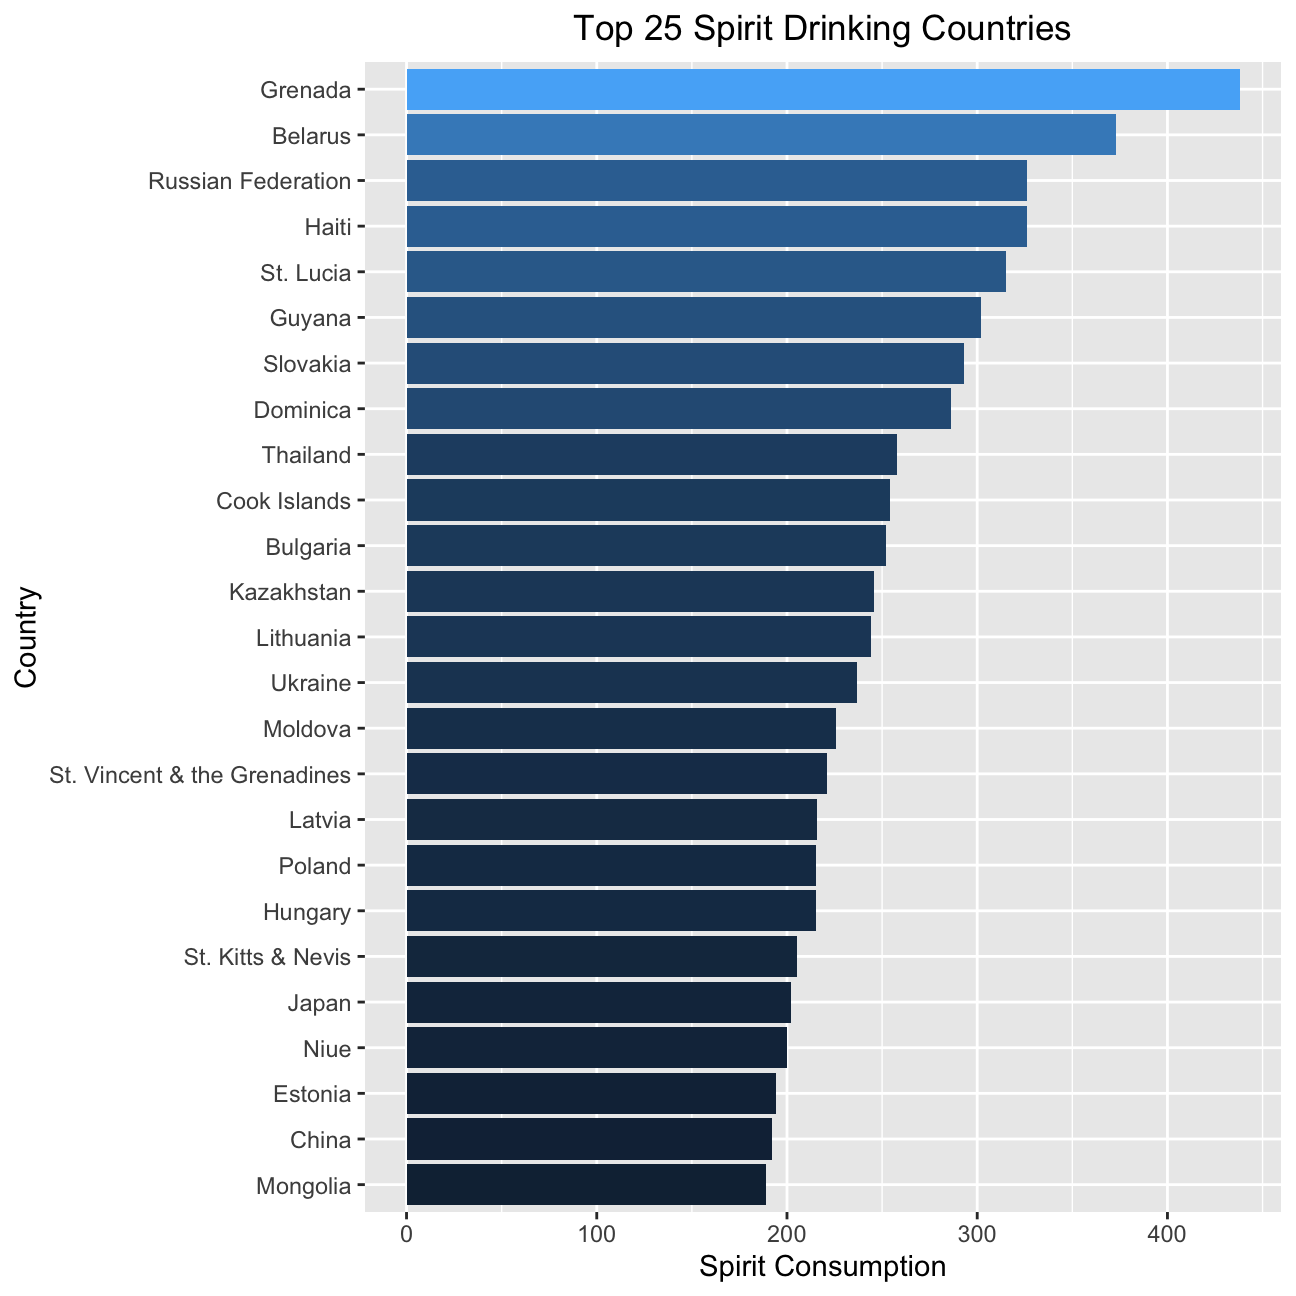 Top 25 Spirit Drinking Countries
Country
Grenada
Belarus
Russian Federation
Haiti
St. Lucia
Guyana
Slovakia
Dominica
Thailand
Cook Islands
Bulgaria
Kazakhstan
Lithuania
Ukraine
Moldova
St. Vincent & the Grenadines
Latvia
Poland
Hungary
St. Kitts & Nevis
Japan
Niue
Estonia
China
Mongolia
0 100 200 300 400
Spirit Consumption